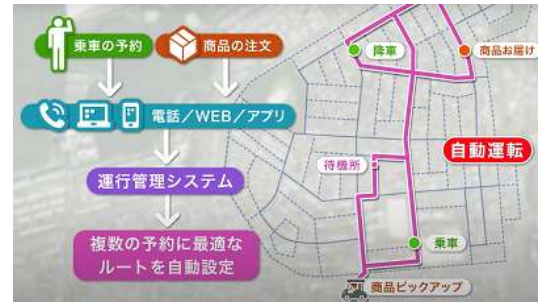 乗車の予約
商品の注文
電話／WEB／アプリ
運行管理システム
複数の予約に最適な
ルートを自動設定
降車
商品お届け
自動運転
待機所
乗車
商品ピックアップ